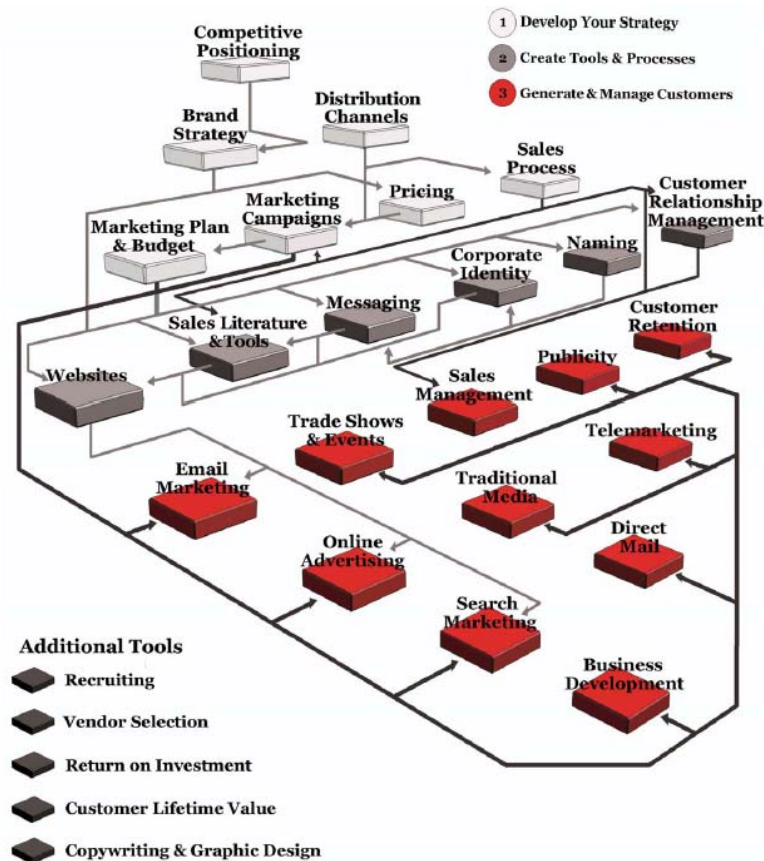 Competitive
Positioning
1 Develop Your Strategy
2 Create Tools & Processes
3 Generate & Manage Customers
Brand
Strategy
Distribution
Channels
Sales
Process
Customer
Relationship
Management
Pricing
Marketing
Campaigns
Marketing Plan
& Budget
Naming
Corporate
Identity
Messaging
Sales Literature
& Tools
Websites
Customer
Retention
Publicity
Sales
Management
Trade Shows
& Events
Telemarketing
Traditional
Media
Email
Marketing
Direct
Mail
Online
Advertising
Search
Marketing
Business
Development
Additional Tools
Recruiting
Vendor Selection
Return on Investment
Customer Lifetime Value
Copywriting & Graphic Design